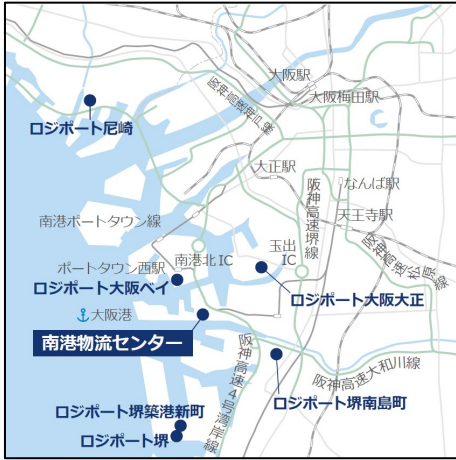 大阪駅
大阪梅田駅
阪神高速神戸線
ロジポート尼崎
大正駅
なんば駅
阪神高速堺線
天王寺駅
南港ポートタウン線
玉出
IC
阪神高速松原線
南港北IC
ポートタウン西駅
ロジポート大阪ベイ
ロジポート大阪大正
大阪港
南港物流センター
阪神高速4号湾岸線
阪神高速大和川線
ロジポート堺南島町
ロジポート堺築港新町
ロジポート堺